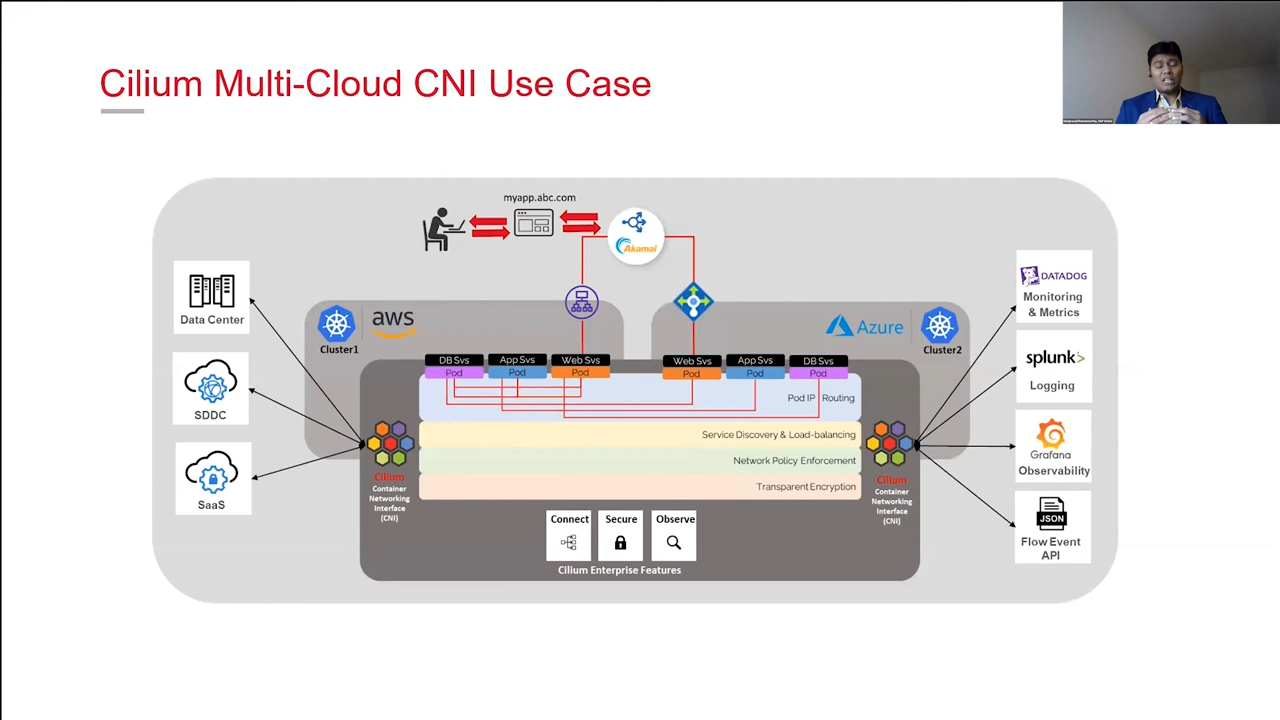 Cilium Multi-Cloud CNI Use Case
myapp.abc.com
Akamai
Data Center
SDDC
SaaS
Cluster1
aws
Azure
Cluster2
DB Svs
Pod
App Svs
Pod
Web Svs
Pod
Web Svs
Pod
App Svs
Pod
DB Svs
Pod
Pod IP Routing
Service Discovery & Load-balancing
Network Policy Enforcement
Transparent Encryption
Cilium
Container
Networking
Interface
(CNI)
Cilium
Container
Networking
Interface
(CNI)
Connect
Secure
Observe
Cilium Enterprise Features
DATADOG
Monitoring
& Metrics
splunk>
Logging
Grafana
Observability
JSON
Flow Event
API